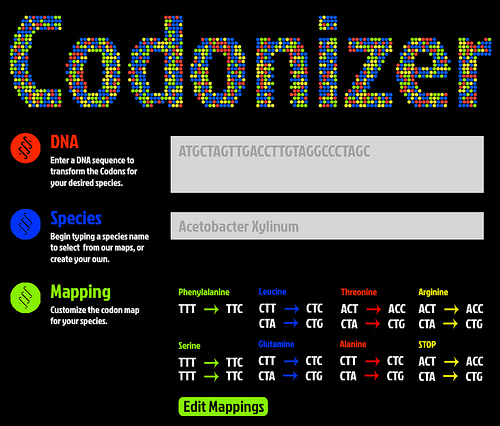 Codonizer
DNA
Enter a DNA sequence to
transform the Codons for
your desired species.
ATGCTAGTTGACCTTGTAGGCCCTAGC
Species
Begin typing a species name
to select from our maps, or
create your own.
Acetobacter Xylinum
Mapping
Customize the codon map
for your species.
Phenylalanine Leucine Threonine Arginine
TTT → TTC CTT → CTC ACT → ACC ACT → ACC
CTA → CTG CTA → CTG CTA → CTG
Serine Glutamine Alanine STOP
TTT → TTC CTT → CTC CTT → CTC ACT → ACC
TTT → TTC CTA → CTG CTA → CTG CTA → CTG
Edit Mappings